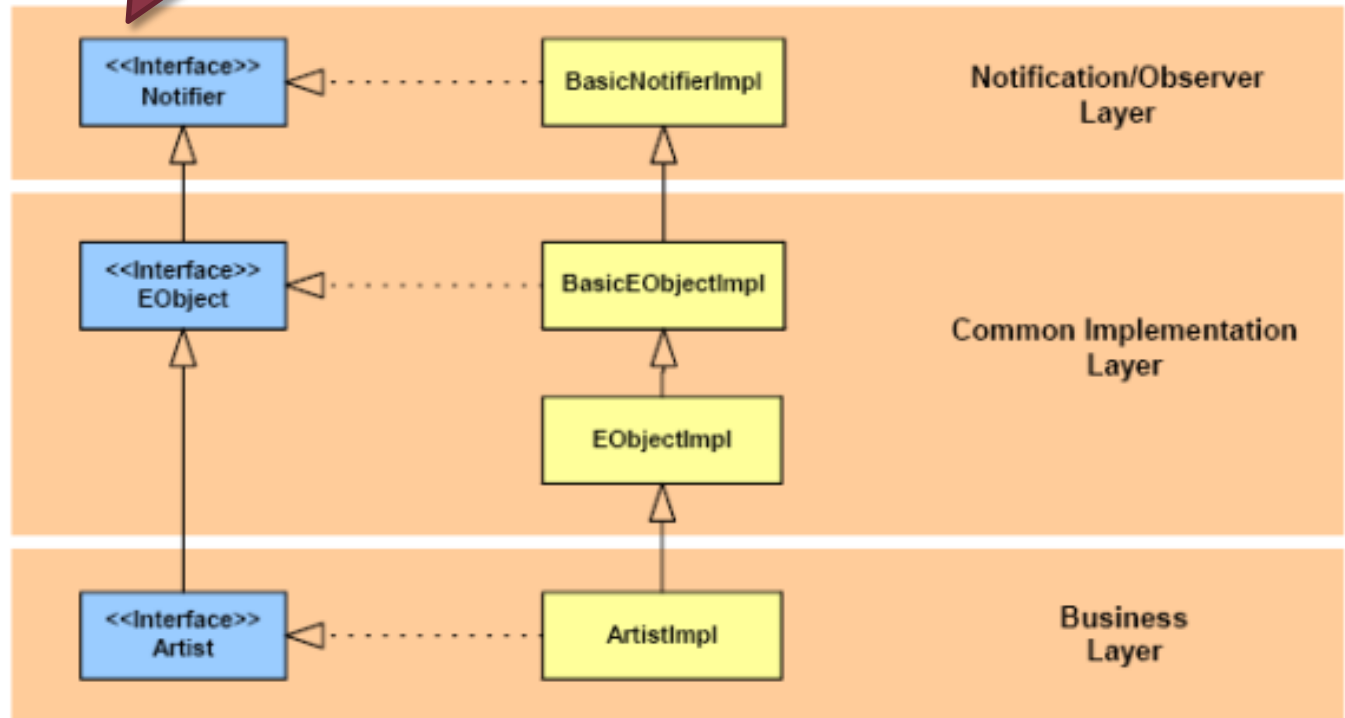 <<Interface>>
Notifier
BasicNotifierImpl
Notification/Observer
Layer
<<Interface>>
EObject
BasicEObjectImpl
Common Implementation
Layer
EObjectImpl
<<Interface>>
Artist
ArtistImpl
Business
Layer